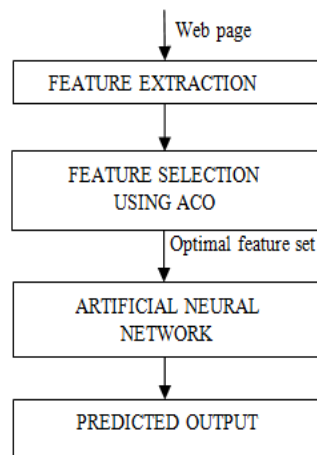 Web page
FEATURE EXTRACTION
FEATURE SELECTION
USING ACO
Optimal feature set
ARTIFICIAL NEURAL
NETWORK
PREDICTED OUTPUT